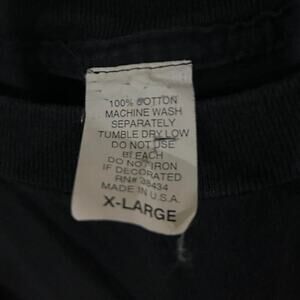 100% COTTON
MACHINE WASH
SEPARATELY
TUMBLE DRY LOW
DO NOT USE
BLEACH
DO NOT IRON
IF DECORATED
RN#
MADE IN U.S.A.
X-LARGE